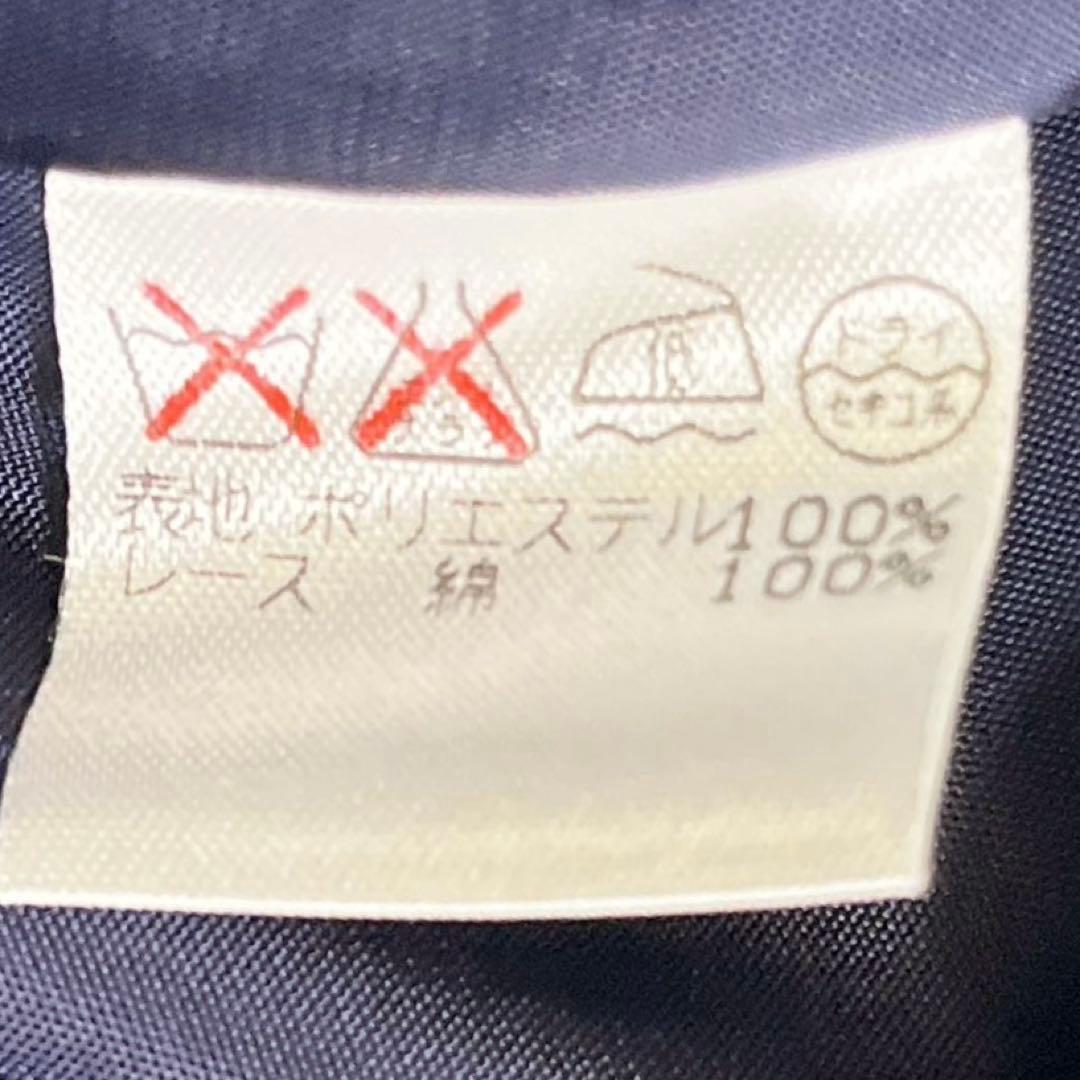 ドライ
セキユ系
表地 ポリエステル100%
レース 綿 100%